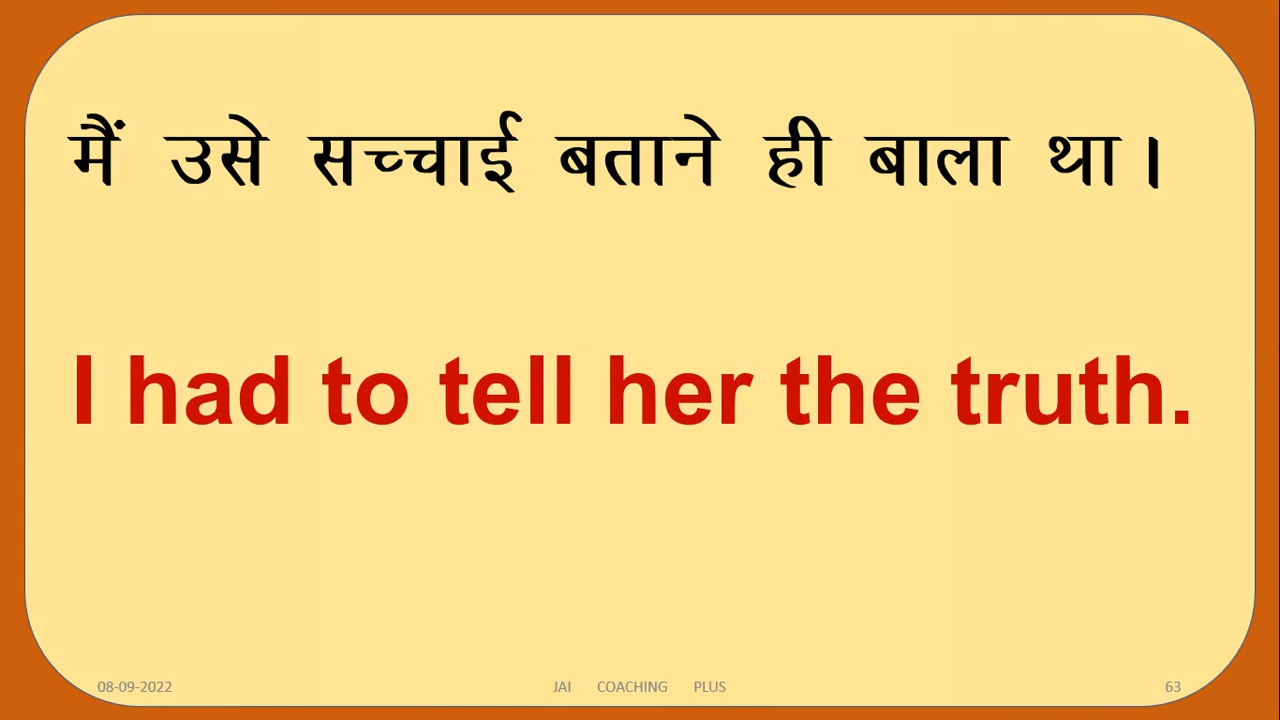 मैं उसे सच्चाई बताने ही बाला था।
I had to tell her the truth.
08-09-2022 JAI COACHING PLUS 63